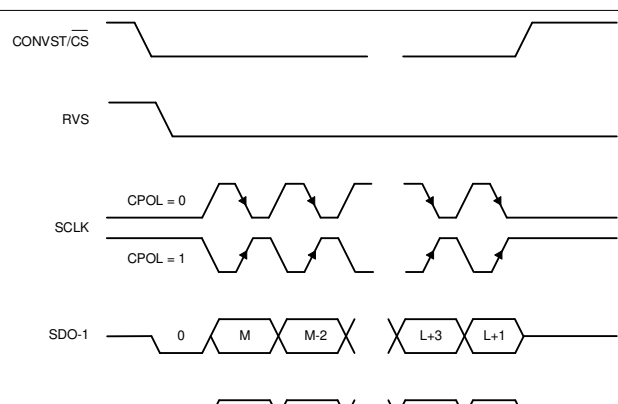 CONVST/CS
RVS
CPOL = 0
SCLK
CPOL = 1
SDO-1 0 M M-2 L+3 L+1